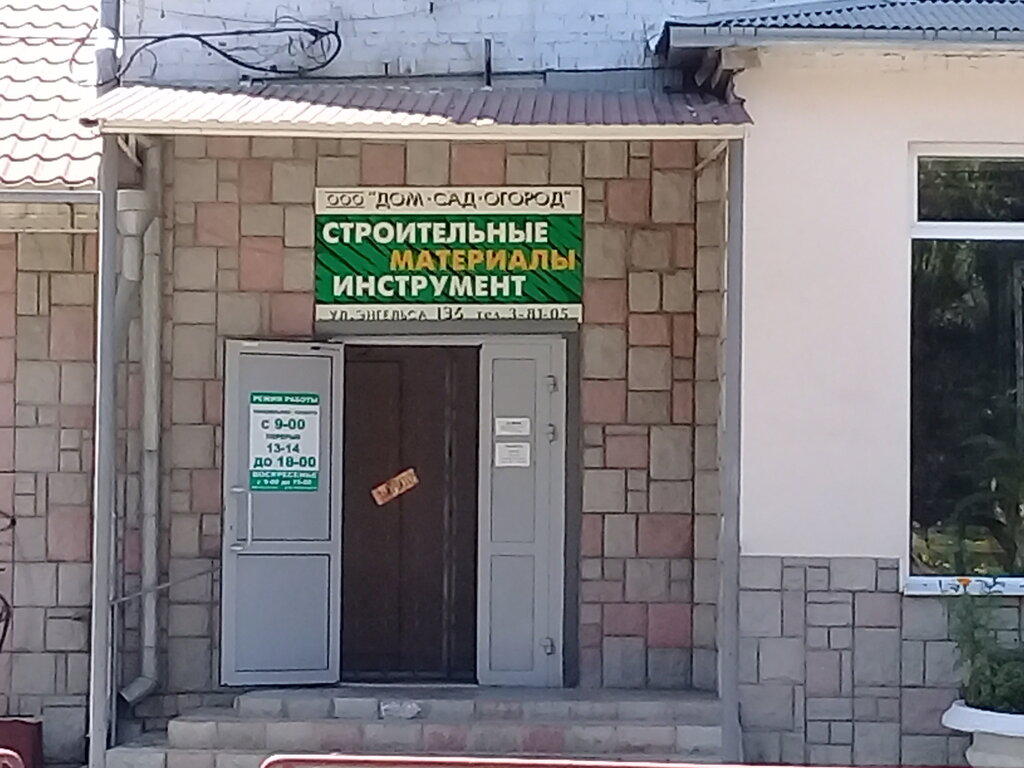 ООО "ДОМ·САД·ОГОРОД"
СТРОИТЕЛЬНЫЕ
МАТЕРИАЛЫ
ИНСТРУМЕНТ
УЛ. ЭНГЕЛЬСА 136 тел. 3-81-05
РЕЖИМ РАБОТЫ
С 9-00
ПЕРЕРЫВ
13-14
ДО 18-00
ВОСКРЕСЕНЬЕ